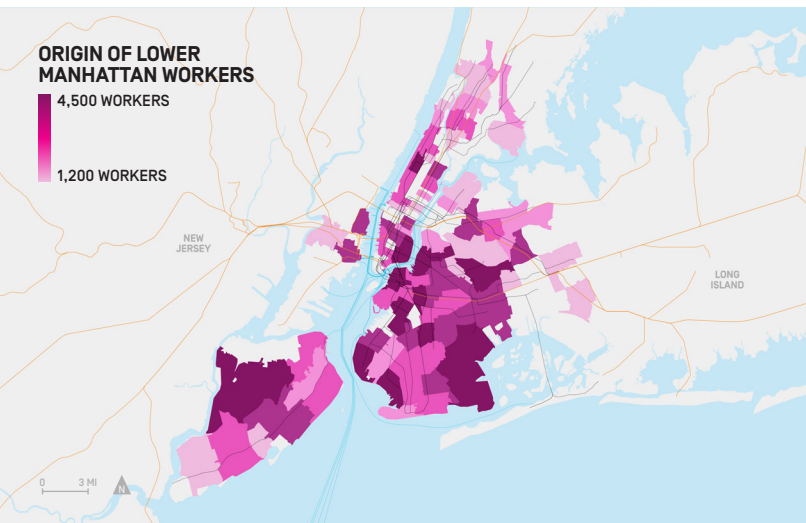 ORIGIN OF LOWER
MANHATTAN WORKERS
4,500 WORKERS
1,200 WORKERS
NEW
JERSEY
LONG
ISLAND
0 3 MI
N